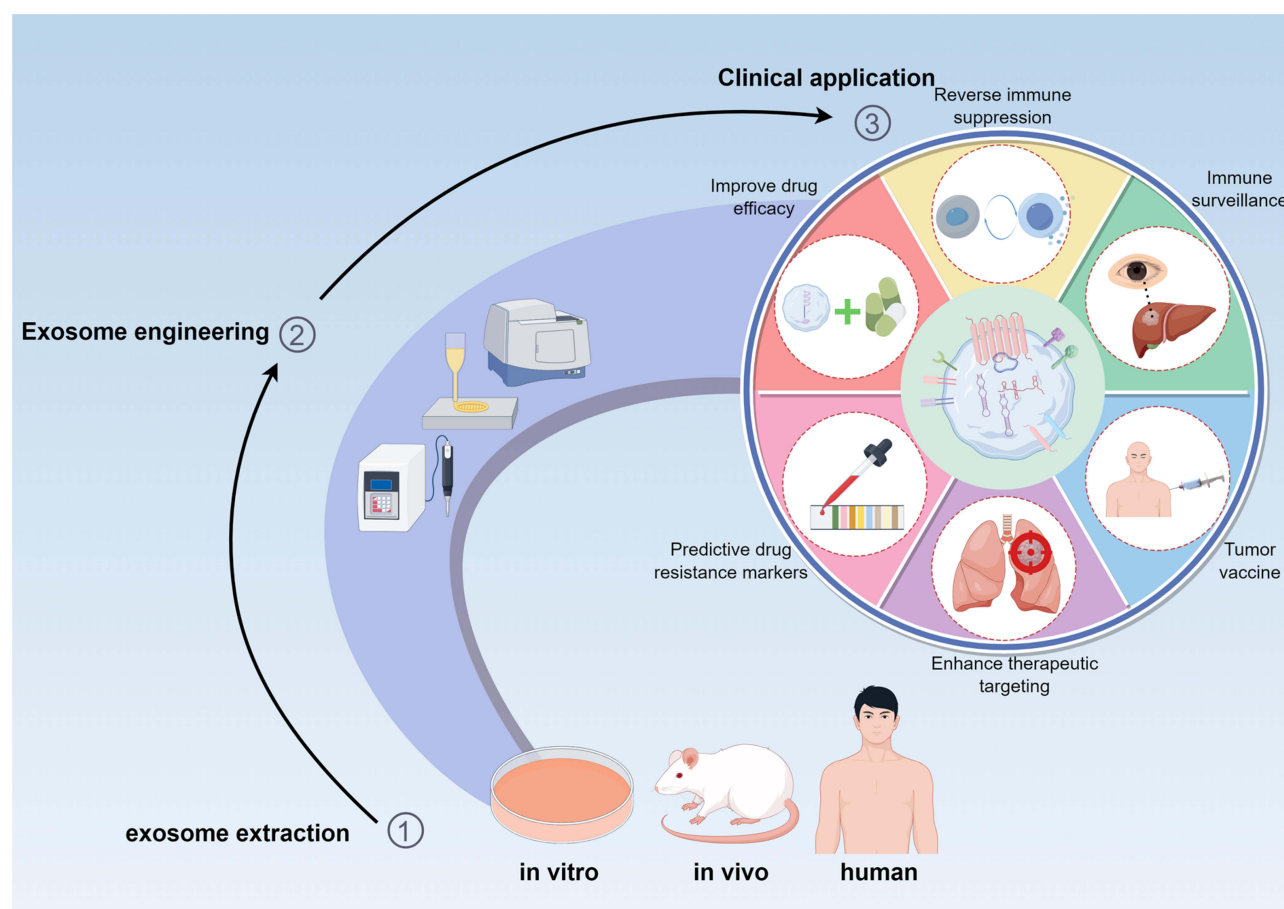 Clinical application
3
Reverse immune
suppression
Improve drug
efficacy
Immune
surveillance
Exosome engineering 2
Predictive drug
resistance markers
Tumor
vaccine
Enhance therapeutic
targeting
exosome extraction 1
in vitro
in vivo
human